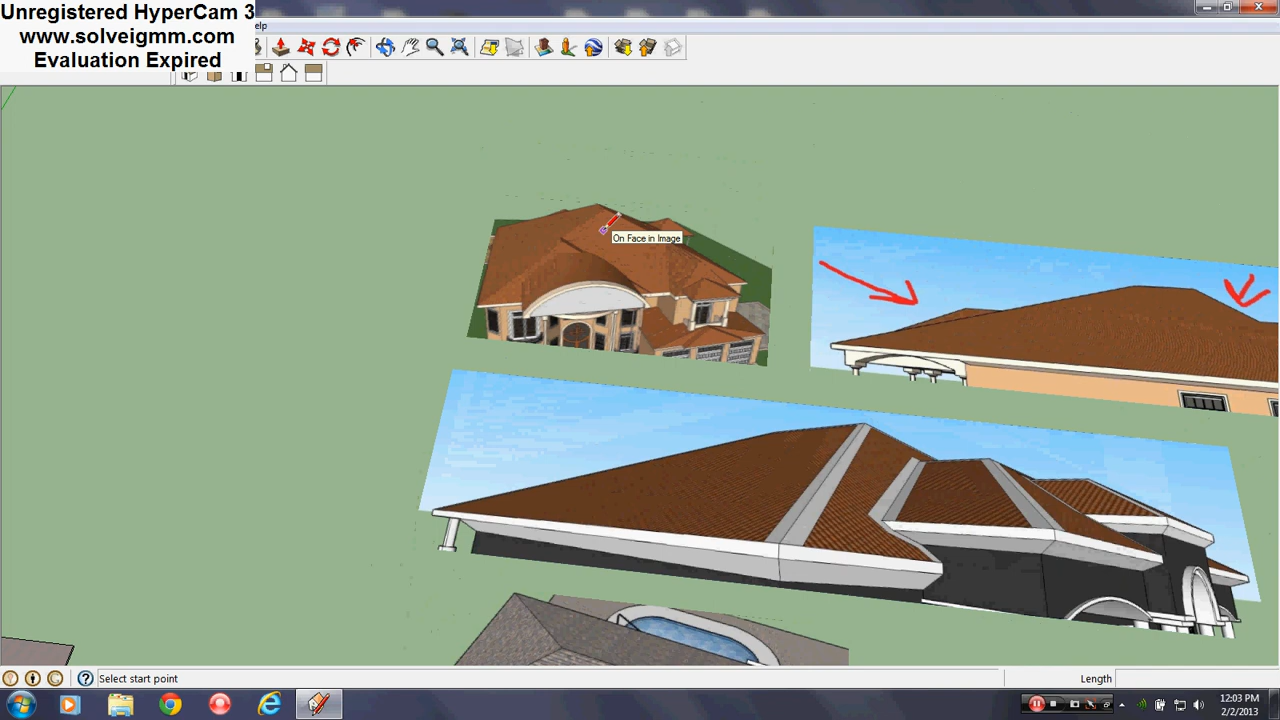 Unregistered HyperCam 3
www.solveigmm.com
Evaluation Expired
elp
On Face in Image
Select start point
Length
12:03 PM
2/2/2013